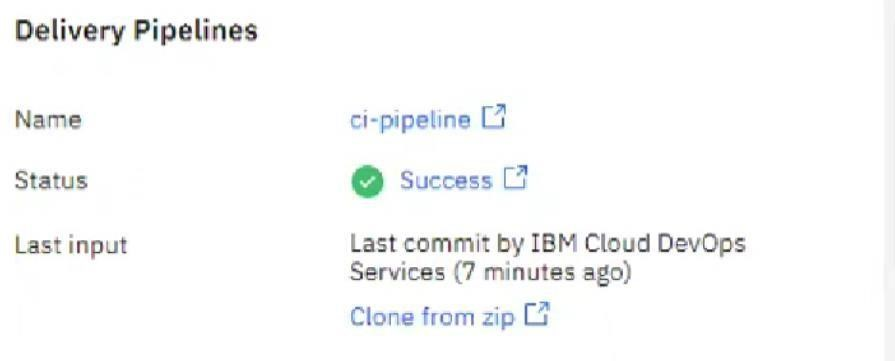 Delivery Pipelines
Name ci-pipeline
Status Success
Last input Last commit by IBM Cloud DevOps
Services (7 minutes ago)
Clone from zip